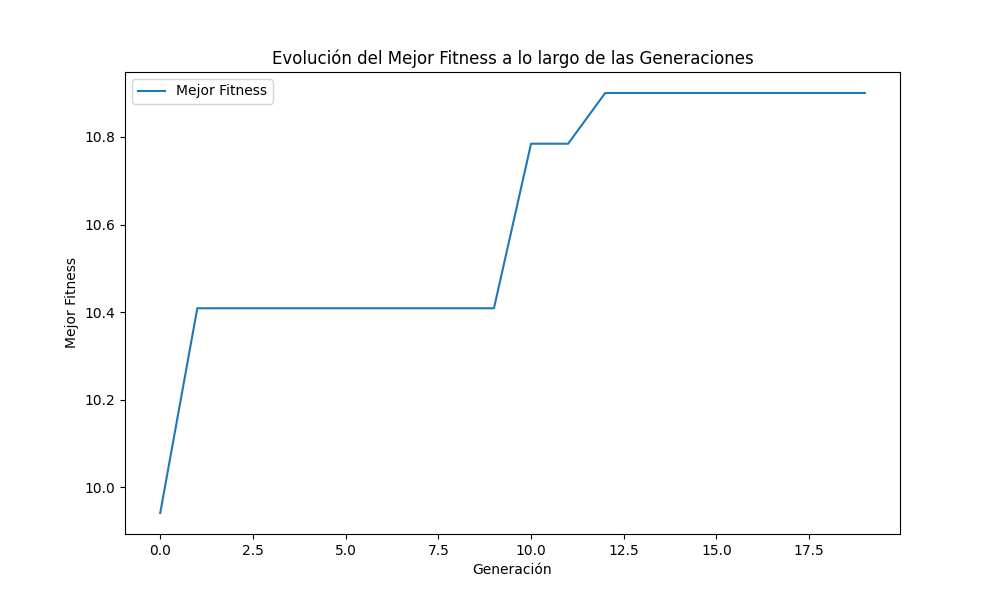 Evolución del Mejor Fitness a lo largo de las Generaciones
Mejor Fitness
10.8
10.6
10.4
10.2
10.0
Mejor Fitness
0.0 2.5 5.0 7.5 10.0 12.5 15.0 17.5
Generación